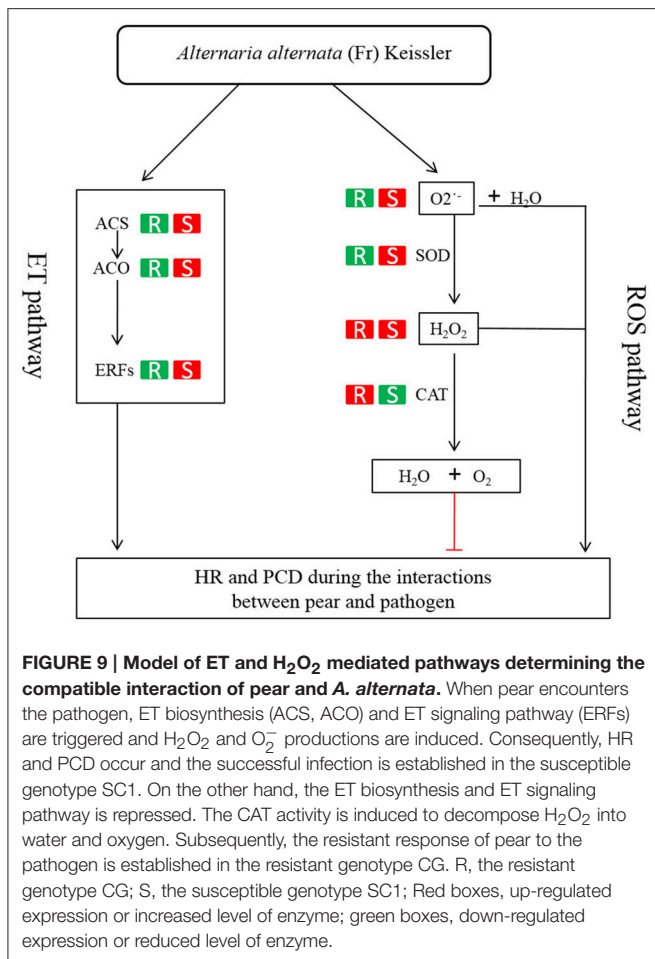 Alternaria alternata (Fr) Keissler
ET pathway
ACS R S
ACO R S
ERFs R S
R S O2·- + H₂O
R S SOD
R S H₂O₂
R S CAT
H₂O + O₂
ROS pathway
HR and PCD during the interactions
between pear and pathogen
FIGURE 9 | Model of ET and H₂O₂ mediated pathways determining the
compatible interaction of pear and A. alternata. When pear encounters
the pathogen, ET biosynthesis (ACS, ACO) and ET signaling pathway (ERFs)
are triggered and H₂O₂ and O₂⁻ productions are induced. Consequently, HR
and PCD occur and the successful infection is established in the susceptible
genotype SC1. On the other hand, the ET biosynthesis and ET signaling
pathway is repressed. The CAT activity is induced to decompose H₂O₂ into
water and oxygen. Subsequently, the resistant response of pear to the
pathogen is established in the resistant genotype CG. R, the resistant
genotype CG; S, the susceptible genotype SC1; Red boxes, up-regulated
expression or increased level of enzyme; green boxes, down-regulated
expression or reduced level of enzyme.